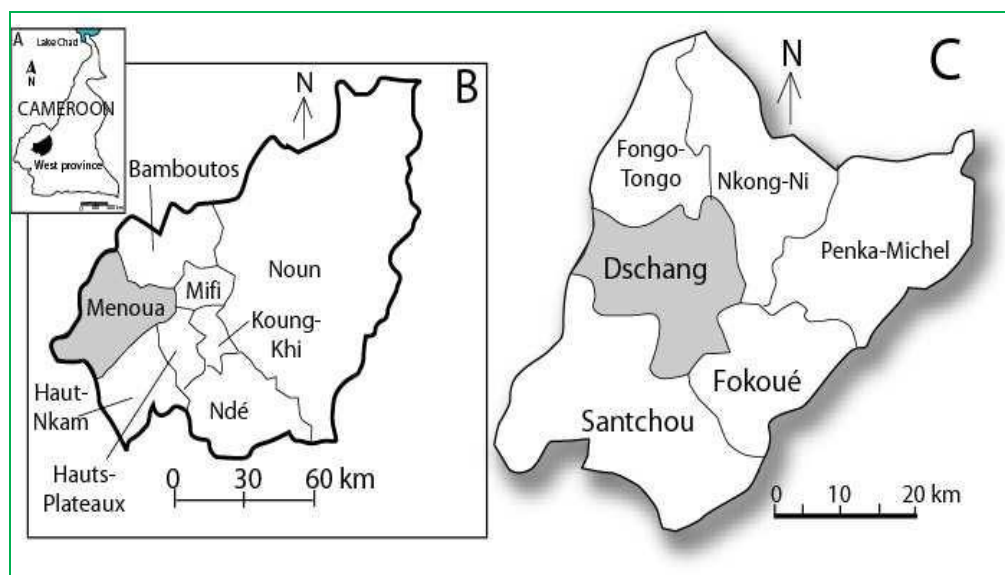 A
Lake Chad
N
CAMEROON
West province
B
N
Bamboutos
Noun
Mifi
Menoua
Koung-
Khi
Haut-
Nkam
Ndé
Hauts-
Plateaux
0 30 60 km
C
N
Fongo-
Tongo
Nkong-Ni
Penka-Michel
Dschang
Fokoué
Santchou
0 10 20 km